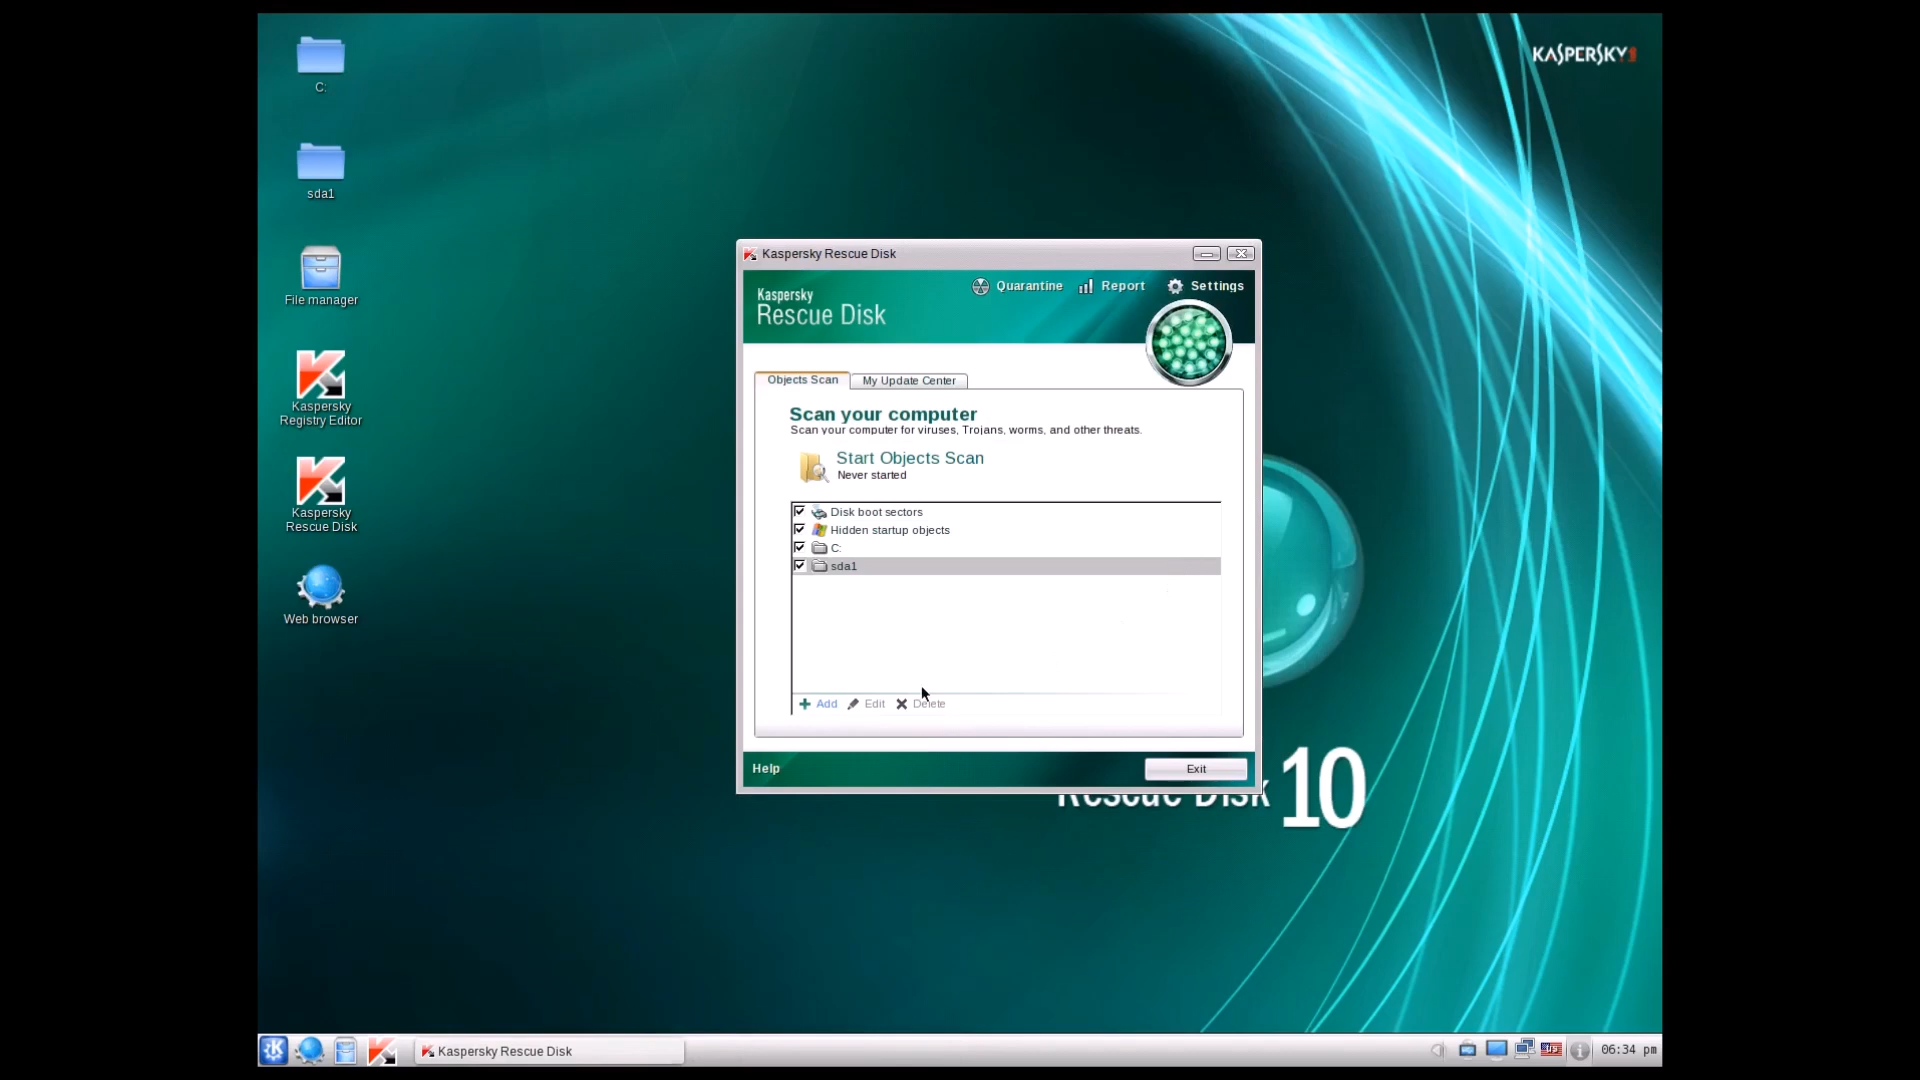 C:
sda1
File manager
Kaspersky
Registry Editor
Kaspersky
Rescue Disk
Web browser
KASPERSKY
Kaspersky Rescue Disk
Quarantine
Report
Settings
Kaspersky
Rescue Disk
Objects Scan
My Update Center
Scan your computer
Scan your computer for viruses, Trojans, worms, and other threats.
Start Objects Scan
Never started
Disk boot sectors
Hidden startup objects
C:
sda1
Add
Edit
Delete
Help
Exit
Rescue Disk 10
Kaspersky Rescue Disk
06:34 pm